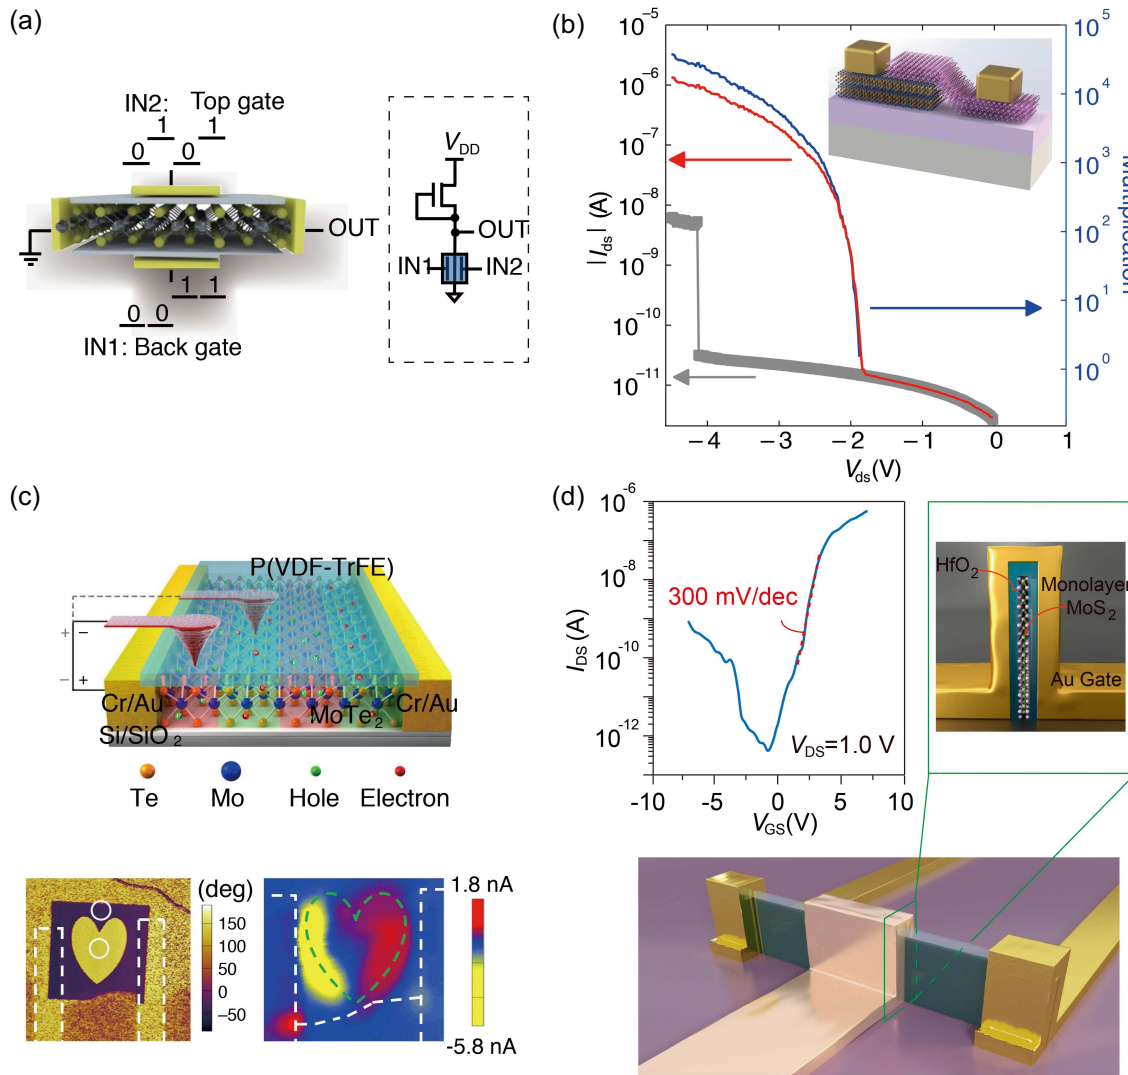 (a)
IN2:
Top gate
1 1
0 0
OUT
1 1
0 0
IN1: Back gate
V_DD
OUT
IN1
IN2
(b)
|I_ds| (A)
10^-5
10^-6
10^-7
10^-8
10^-9
10^-10
10^-11
−4 −3 −2 −1 0 1
V_ds(V)
10^5
10^4
10^3
10^2
10^1
10^0
Multiplication
(c)
P(VDF-TrFE)
+ −
− +
Cr/Au
MoTe_2
Cr/Au
Si/SiO_2
Te Mo Hole Electron
(deg)
150
100
50
0
−50
1.8 nA
-5.8 nA
(d)
I_DS (A)
10^-6
10^-8
10^-10
10^-12
300 mV/dec
V_DS=1.0 V
-10 -5 0 5 10
V_GS(V)
HfO_2
Monolayer
MoS_2
Au Gate